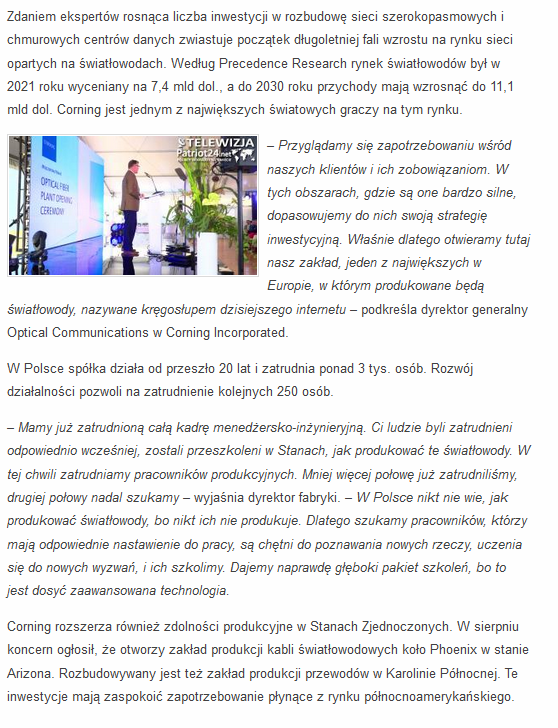 Zdaniem ekspertów rosnąca liczba inwestycji w rozbudowę sieci szerokopasmowych i
chmurowych centrów danych zwiastuje początek długoletniej fali wzrostu na rynku sieci
opartych na światłowodach. Według Precedence Research rynek światłowodów był w
2021 roku wyceniany na 7,4 mld dol., a do 2030 roku przychody mają wzrosnąć do 11,1
mld dol. Corning jest jednym z największych światowych graczy na tym rynku.
TELEWIZJA
Patriot24.net
OPTICAL FIBER
PLANT OPENING
CEREMONY
– Przyglądamy się zapotrzebowaniu wśród
naszych klientów i ich zobowiązaniom. W
tych obszarach, gdzie są one bardzo silne,
dopasowujemy do nich swoją strategię
inwestycyjną. Właśnie dlatego otwieramy tutaj
nasz zakład, jeden z największych w
Europie, w którym produkowane będą
światłowody, nazywane kręgosłupem dzisiejszego internetu – podkreśla dyrektor generalny
Optical Communications w Corning Incorporated.
W Polsce spółka działa od przeszło 20 lat i zatrudnia ponad 3 tys. osób. Rozwój
działalności pozwoli na zatrudnienie kolejnych 250 osób.
– Mamy już zatrudnioną całą kadrę menedżersko-inżynieryjną. Ci ludzie byli zatrudnieni
odpowiednio wcześniej, zostali przeszkoleni w Stanach, jak produkować te światłowody. W
tej chwili zatrudniamy pracowników produkcyjnych. Mniej więcej połowę już zatrudniliśmy,
drugiej połowy nadal szukamy – wyjaśnia dyrektor fabryki. – W Polsce nikt nie wie, jak
produkować światłowody, bo nikt ich nie produkuje. Dlatego szukamy pracowników, którzy
mają odpowiednie nastawienie do pracy, są chętni do poznawania nowych rzeczy, uczenia
się do nowych wyzwań, i ich szkolimy. Dajemy naprawdę głęboki pakiet szkoleń, bo to
jest dosyć zaawansowana technologia.
Corning rozszerza również zdolności produkcyjne w Stanach Zjednoczonych. W sierpniu
koncern ogłosił, że otworzy zakład produkcji kabli światłowodowych koło Phoenix w stanie
Arizona. Rozbudowywany jest też zakład produkcji przewodów w Karolinie Północnej. Te
inwestycje mają zaspokoić zapotrzebowanie płynące z rynku północnoamerykańskiego.